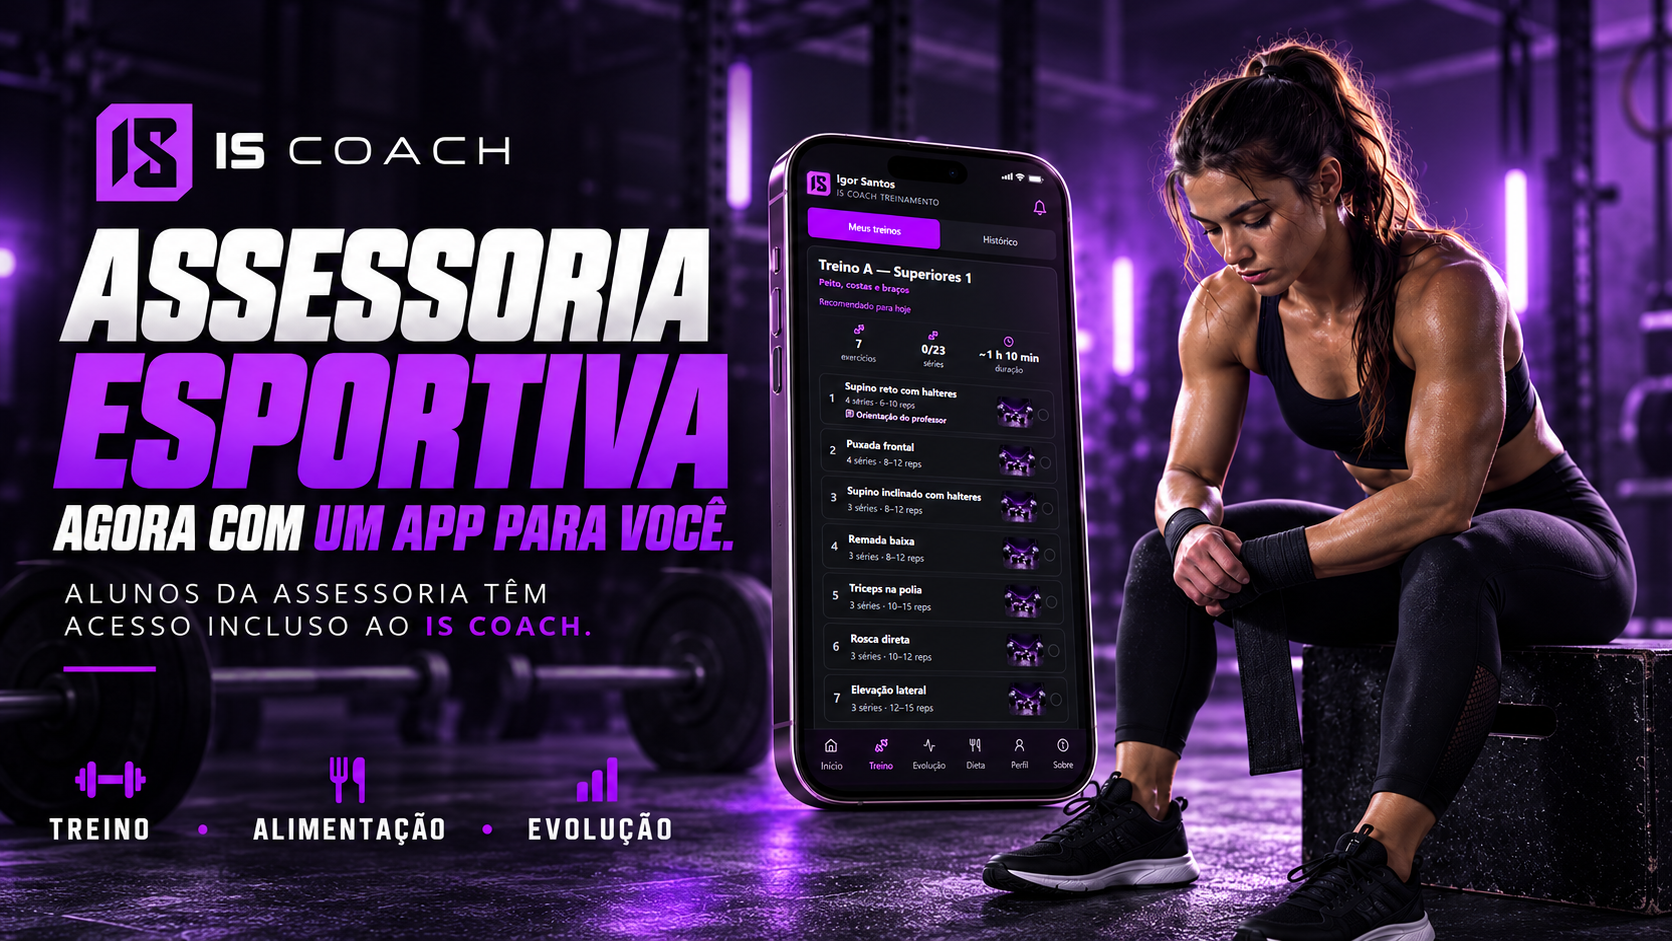 IS COACH
ASSESSORIA
ESPORTIVA
AGORA COM UM APP PARA VOCÊ.
ALUNOS DA ASSESSORIA TÊM
ACESSO INCLUSO AO IS COACH.
TREINO • ALIMENTAÇÃO • EVOLUÇÃO
Igor Santos
IS COACH TREINAMENTO
Meus treinos
Histórico
Treino A — Superiores 1
Peito, costas e braços
Recomendado para hoje
7 0/23 ~1 h 10 min
exercícios séries duração
1 Supino reto com halteres
4 séries · 6-10 reps
Orientação do professor
2 Puxada frontal
4 séries · 8–12 reps
3 Supino inclinado com halteres
3 séries · 8–12 reps
4 Remada baixa
3 séries · 8–12 reps
5 Tríceps na polia
3 séries · 10–15 reps
6 Rosca direta
3 séries · 10–12 reps
7 Elevação lateral
3 séries · 12–15 reps
Início Treino Evolução Dieta Perfil Sobre